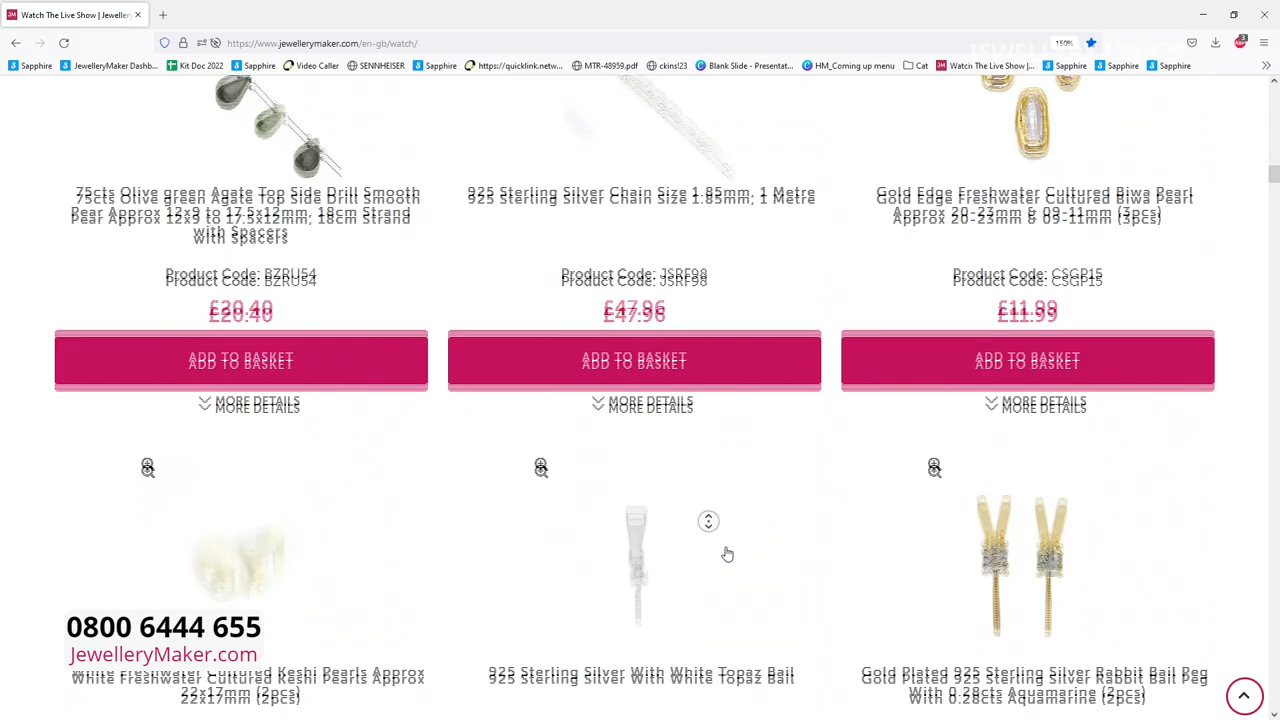 Watch The Live Show | Jeweller
https://www.jewellerymaker.com/en-gb/watch/
150%
3
Sapphire
JewelleryMaker Dashb...
Kit Doc 2022
Sapphire
Video Caller
SENNHEISER
Sapphire
https://quicklink.netw...
MTR-48959.pdf
ckinsl23
Blank Slide - Presentat...
HM_Coming up menu
Cat
Watch The Live Show |...
Sapphire
Sapphire
Sapphire
75cts Olive green Agate Top Side Drill Smooth
Pear Approx 12x9 to 17.5x12mm, 18cm Strand
with Spacers
Product Code: BZRU54
£20.40
ADD TO BASKET
MORE DETAILS
925 Sterling Silver Chain Size 1.85mm, 1 Metre
Product Code: JSRF98
£47.96
ADD TO BASKET
MORE DETAILS
Gold Edge Freshwater Cultured Biwa Pearl
Approx 20-23mm & 09-11mm (3pcs)
Product Code: CSGP15
£11.99
ADD TO BASKET
MORE DETAILS
0800 6444 655
JewelleryMaker.com
White Freshwater Cultured Keshi Pearls Approx
22x17mm (2pcs)
925 Sterling Silver With White Topaz Bail
Gold Plated 925 Sterling Silver Rabbit Bail Peg
With 0.28cts Aquamarine (2pcs)